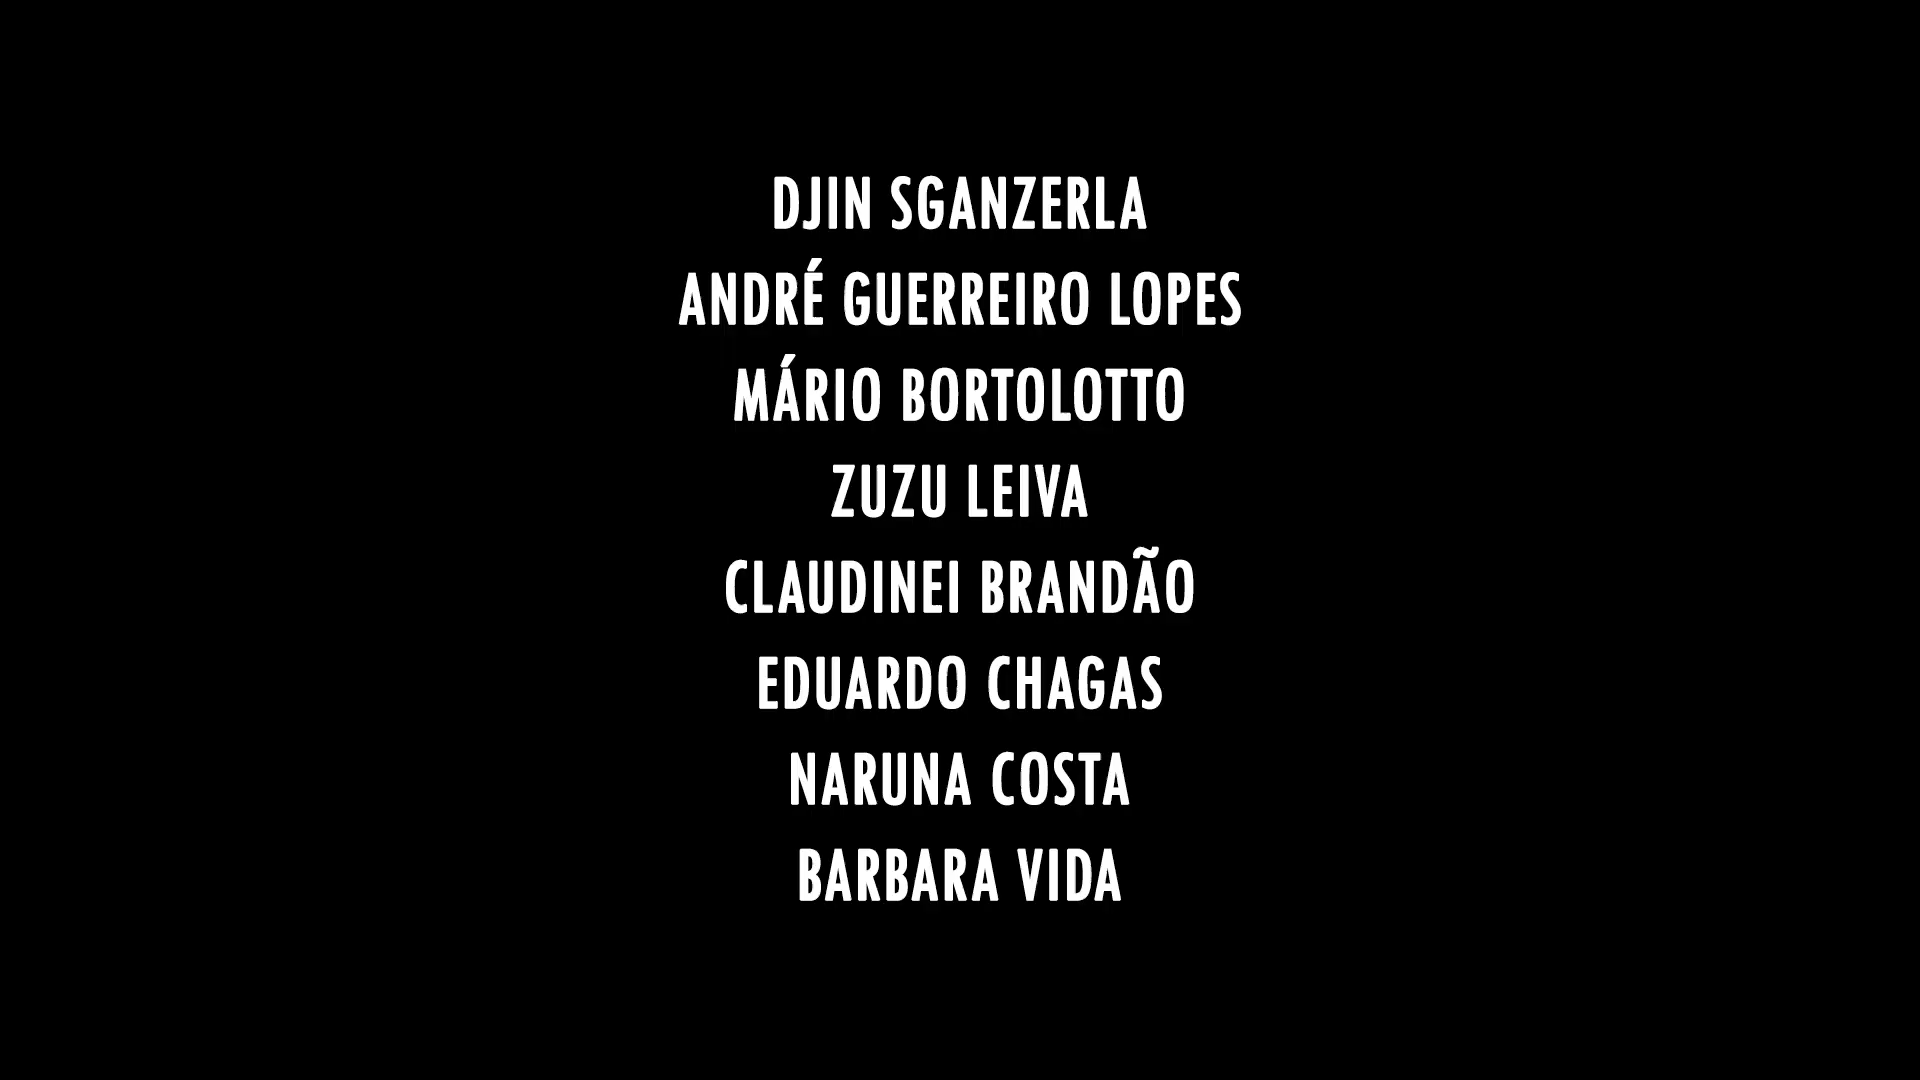 DJIN SGANZERLA
ANDRÉ GUERREIRO LOPES
MÁRIO BORTOLOTTO
ZUZU LEIVA
CLAUDINEI BRANDÃO
EDUARDO CHAGAS
NARUNA COSTA
BARBARA VIDA